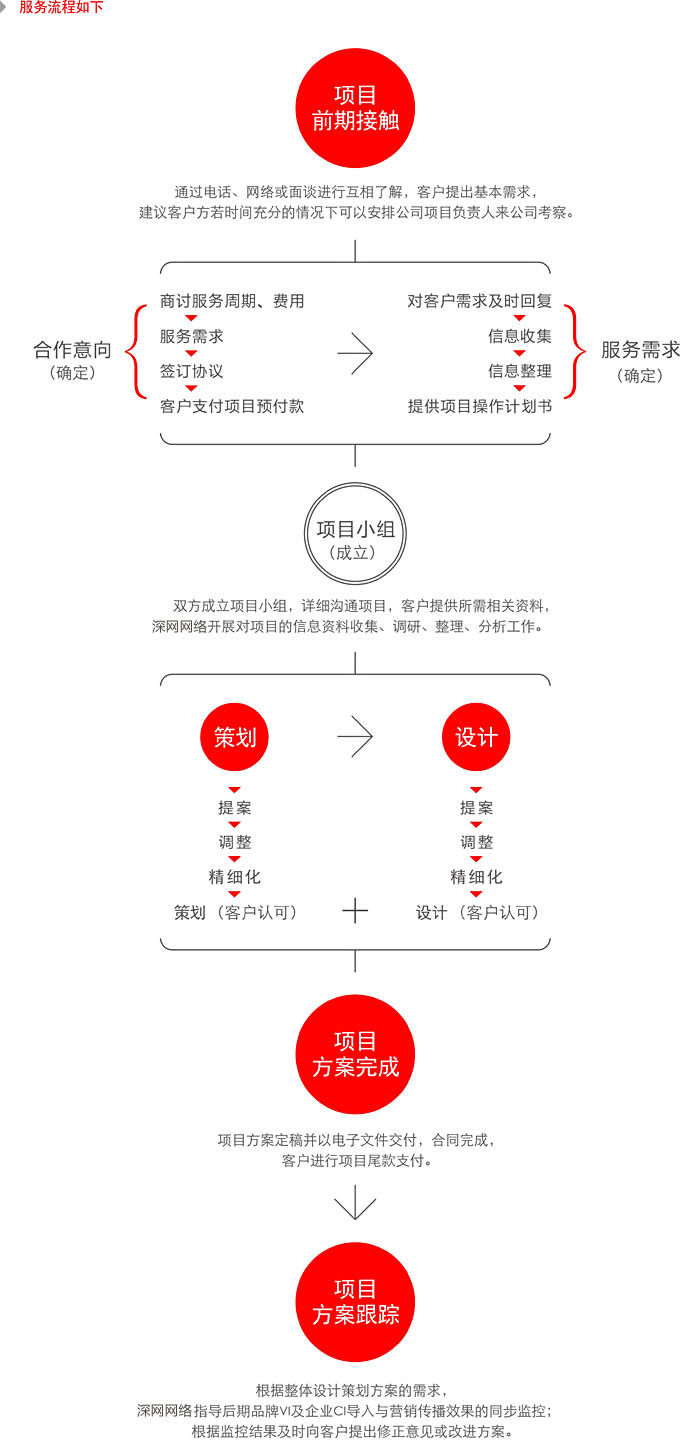 服务流程如下
项目
前期接触
通过电话、网络或面谈进行互相了解，客户提出基本需求，
建议客户方若时间充分的情况下可以安排公司项目负责人来公司考察。
合作意向
（确定）
商讨服务周期、费用
服务需求
签订协议
客户支付项目预付款
对客户需求及时回复
信息收集
信息整理
提供项目操作计划书
服务需求
（确定）
项目小组
（成立）
双方成立项目小组，详细沟通项目，客户提供所需相关资料，
深网网络开展对项目的信息资料收集、调研、整理、分析工作。
策划
提案
调整
精细化
策划（客户认可）
设计
提案
调整
精细化
设计（客户认可）
项目
方案完成
项目方案定稿并以电子文件交付，合同完成，
客户进行项目尾款支付。
项目
方案跟踪
根据整体设计策划方案的需求，
深网网络指导后期品牌VI及企业CI导入与营销传播效果的同步监控；
根据监控结果及时向客户提出修正意见或改进方案。